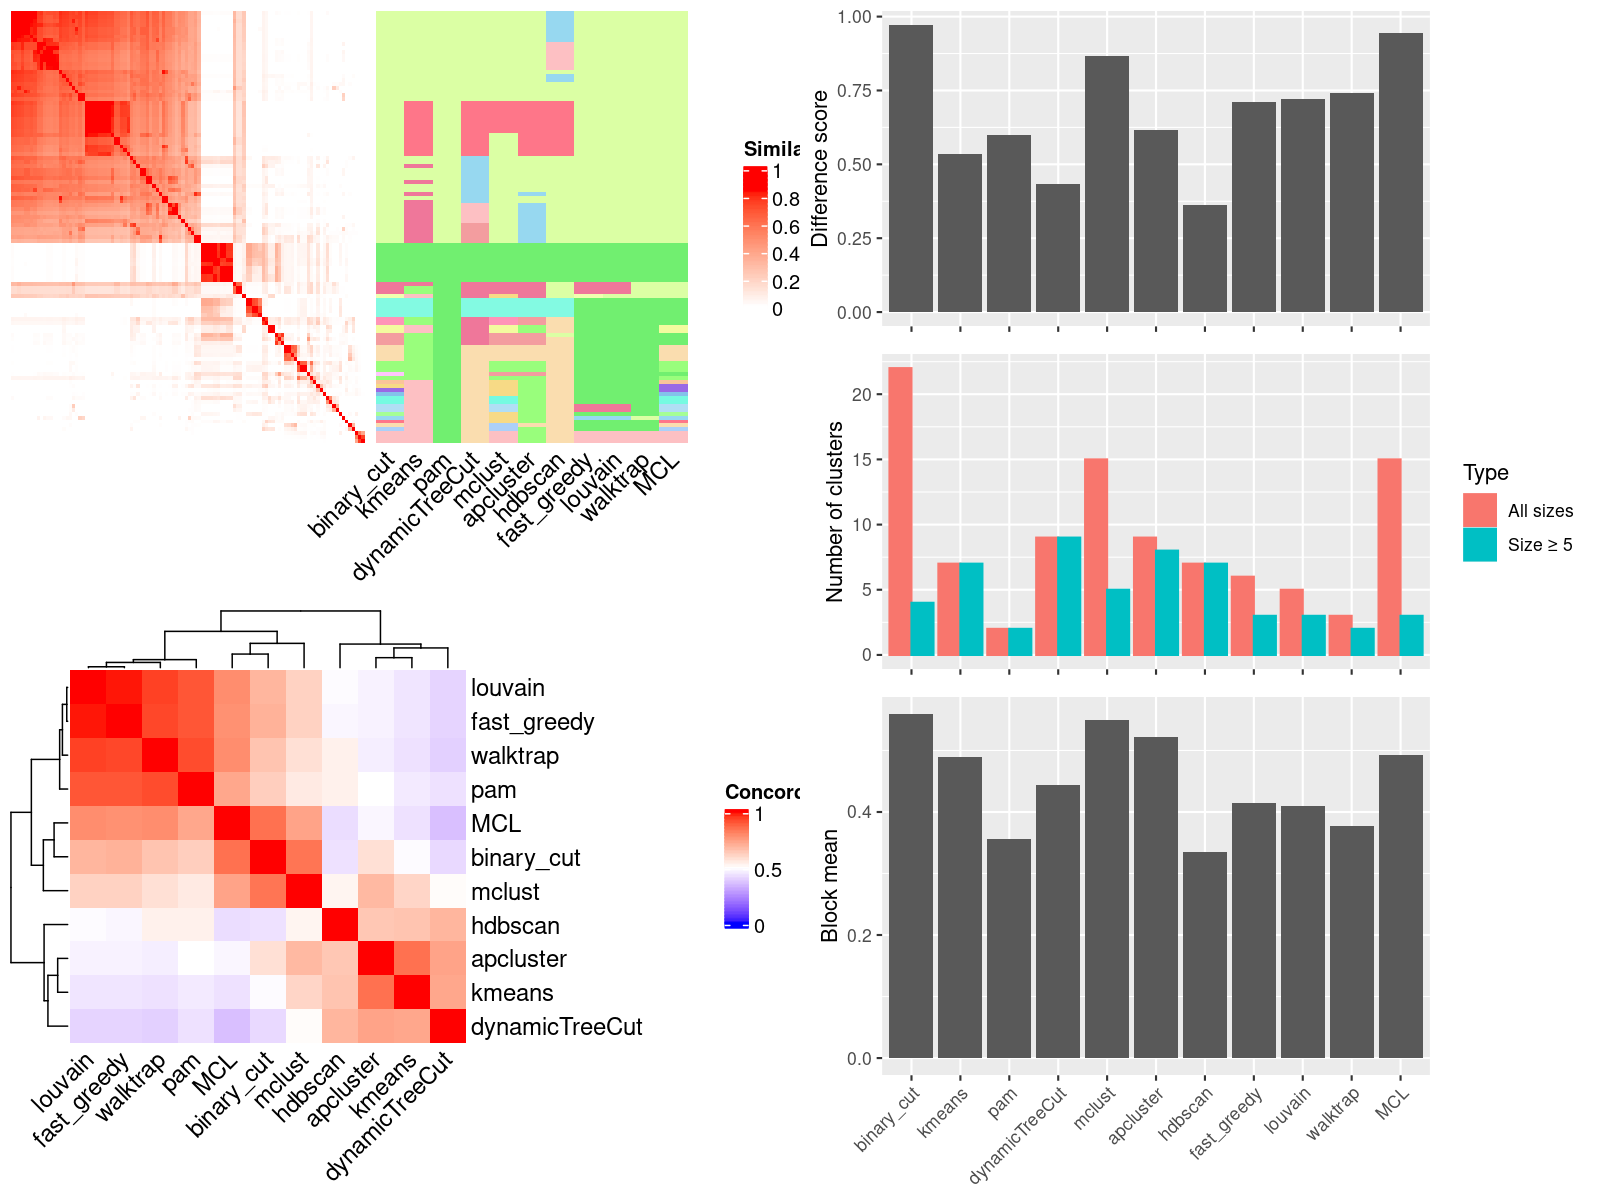 Simila
1
0.8
0.6
0.4
0.2
0
binary_cut
kmeans
pam
dynamicTreeCut
mclust
apcluster
hdbscan
fast_greedy
louvain
walktrap
MCL
louvain
fast_greedy
walktrap
pam
MCL
binary_cut
mclust
hdbscan
apcluster
kmeans
dynamicTreeCut
Concord
1
0.5
0
louvain
fast_greedy
walktrap
pam
MCL
binary_cut
mclust
hdbscan
apcluster
kmeans
dynamicTreeCut
Difference score
1.00
0.75
0.50
0.25
0.00
Number of clusters
20
15
10
5
0
Type
All sizes
Size ≥ 5
Block mean
0.4
0.2
0.0
binary_cut
kmeans
pam
dynamicTreeCut
mclust
apcluster
hdbscan
fast_greedy
louvain
walktrap
MCL